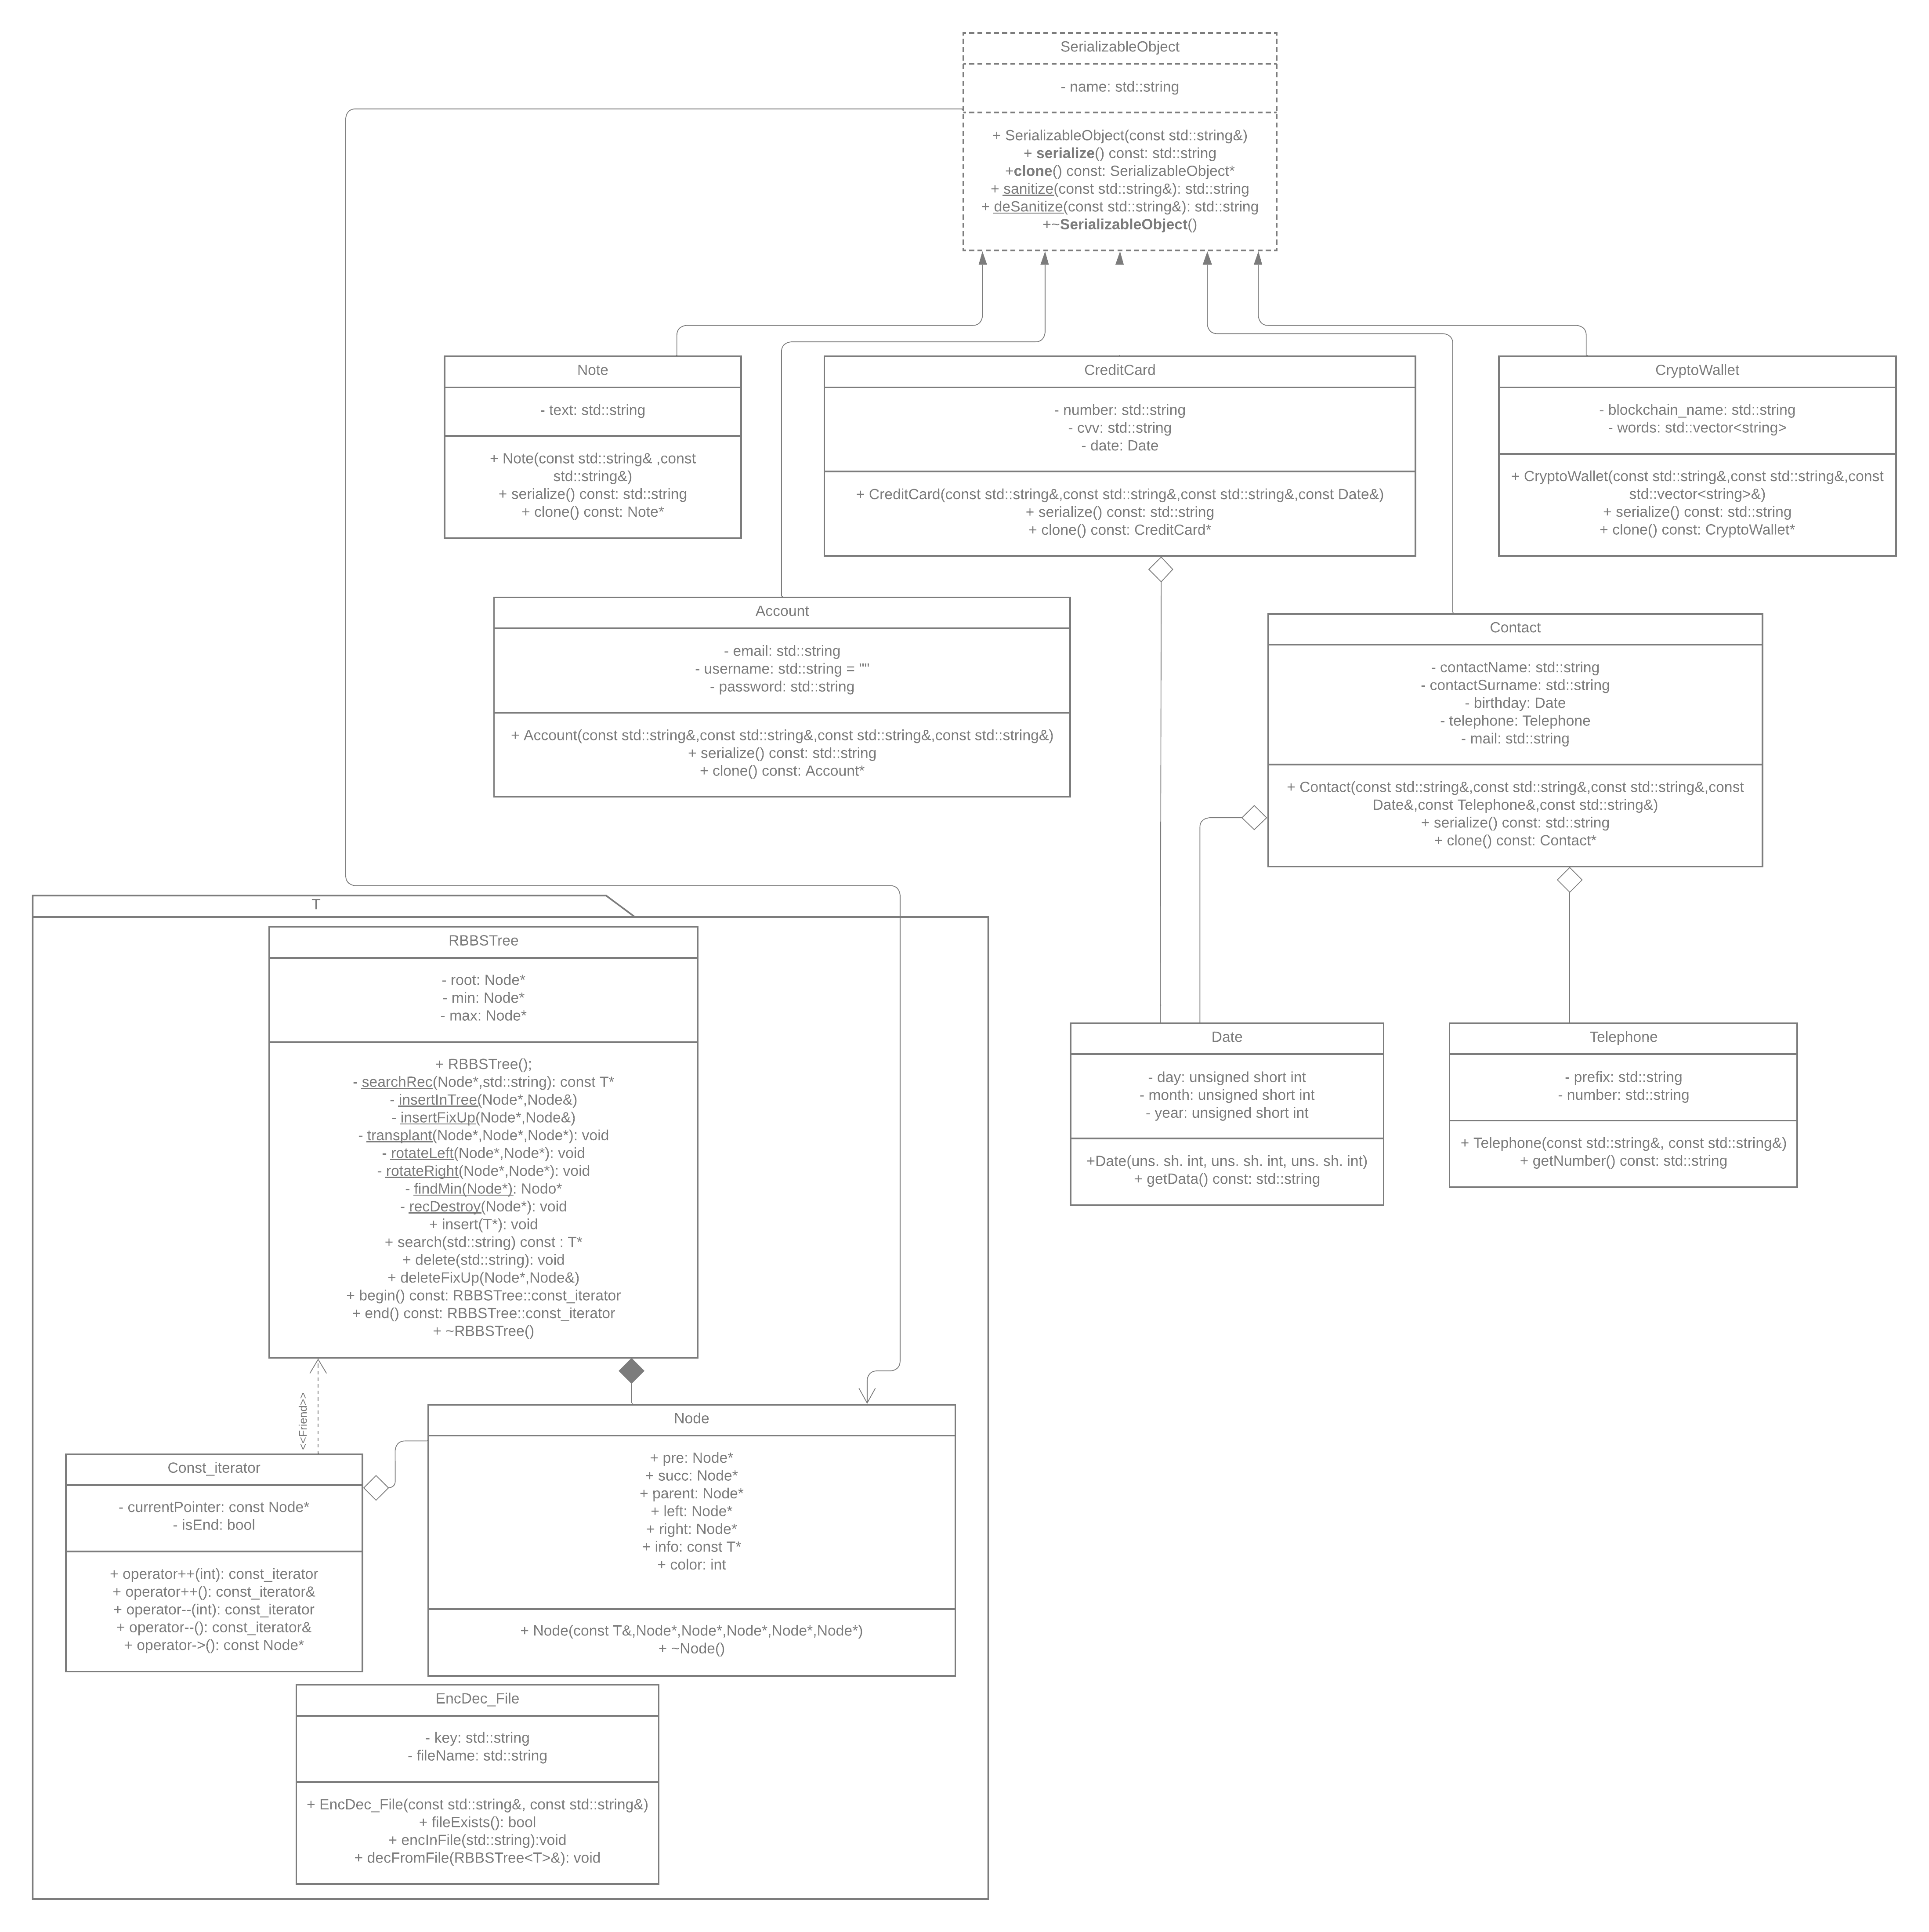 SerializableObject
- name: std::string
+ SerializableObject(const std::string&)
+ serialize() const: std::string
+clone() const: SerializableObject*
+ sanitize(const std::string&): std::string
+ deSanitize(const std::string&): std::string
+~SerializableObject()
Note
- text: std::string
+ Note(const std::string& ,const
std::string&)
+ serialize() const: std::string
+ clone() const: Note*
CreditCard
- number: std::string
- cvv: std::string
- date: Date
+ CreditCard(const std::string&,const std::string&,const std::string&,const Date&)
+ serialize() const: std::string
+ clone() const: CreditCard*
CryptoWallet
- blockchain_name: std::string
- words: std::vector<string>
+ CryptoWallet(const std::string&,const std::string&,const
std::vector<string>&)
+ serialize() const: std::string
+ clone() const: CryptoWallet*
Account
- email: std::string
- username: std::string = ""
- password: std::string
+ Account(const std::string&,const std::string&,const std::string&,const std::string&)
+ serialize() const: std::string
+ clone() const: Account*
Contact
- contactName: std::string
- contactSurname: std::string
- birthday: Date
- telephone: Telephone
- mail: std::string
+ Contact(const std::string&,const std::string&,const std::string&,const
Date&,const Telephone&,const std::string&)
+ serialize() const: std::string
+ clone() const: Contact*
T
RBBSTree
- root: Node*
- min: Node*
- max: Node*
+ RBBSTree();
- searchRec(Node*,std::string): const T*
- insertInTree(Node*,Node&)
- insertFixUp(Node*,Node&)
- transplant(Node*,Node*,Node*): void
- rotateLeft(Node*,Node*): void
- rotateRight(Node*,Node*): void
- findMin(Node*): Nodo*
- recDestroy(Node*): void
+ insert(T*): void
+ search(std::string) const : T*
+ delete(std::string): void
+ deleteFixUp(Node*,Node&)
+ begin() const: RBBSTree::const_iterator
+ end() const: RBBSTree::const_iterator
+ ~RBBSTree()
Date
- day: unsigned short int
- month: unsigned short int
- year: unsigned short int
+Date(uns. sh. int, uns. sh. int, uns. sh. int)
+ getData() const: std::string
Telephone
- prefix: std::string
- number: std::string
+ Telephone(const std::string&, const std::string&)
+ getNumber() const: std::string
<<Friend>>
Const_iterator
- currentPointer: const Node*
- isEnd: bool
+ operator++(int): const_iterator
+ operator++(): const_iterator&
+ operator--(int): const_iterator
+ operator--(): const_iterator&
+ operator->(): const Node*
Node
+ pre: Node*
+ succ: Node*
+ parent: Node*
+ left: Node*
+ right: Node*
+ info: const T*
+ color: int
+ Node(const T&,Node*,Node*,Node*,Node*,Node*)
+ ~Node()
EncDec_File
- key: std::string
- fileName: std::string
+ EncDec_File(const std::string&, const std::string&)
+ fileExists(): bool
+ encInFile(std::string):void
+ decFromFile(RBBSTree<T>&): void